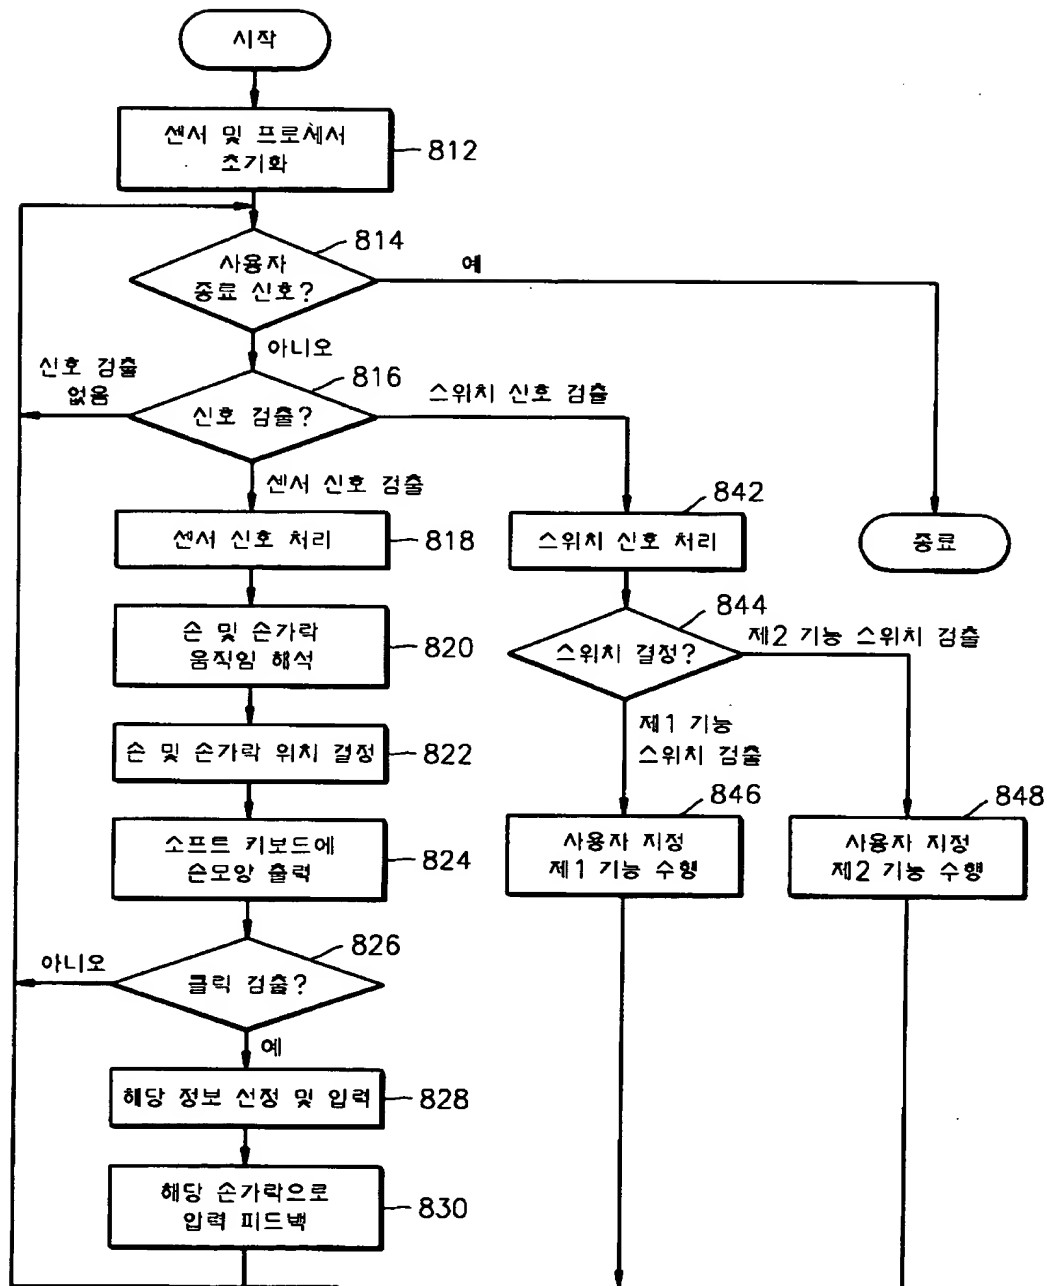 시작
센서 및 프로세서
초기화
812
814
사용자
종료 신호?
예
아니오
신호 검출
없음
816
신호 검출?
스위치 신호 검출
센서 신호 검출
센서 신호 처리
818
842
스위치 신호 처리
종료
손 및 손가락
움직임 해석
820
844
스위치 결정?
제2 기능 스위치 검출
손 및 손가락 위치 결정
822
제1 기능
스위치 검출
소프트 키보드에
손모양 출력
824
846
사용자 지정
제1 기능 수행
848
사용자 지정
제2 기능 수행
826
클릭 검출?
아니오
예
해당 정보 선정 및 입력
828
해당 손가락으로
압력 피드백
830